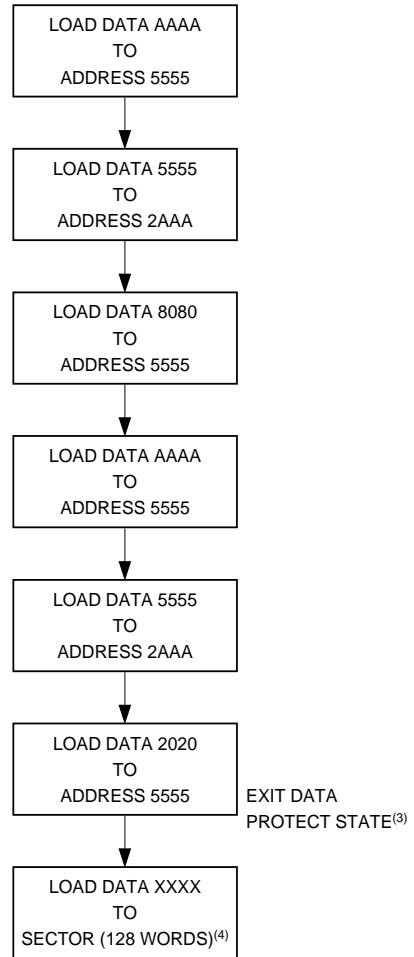 LOAD DATA AAAA
TO
ADDRESS 5555
LOAD DATA 5555
TO
ADDRESS 2AAA
LOAD DATA 8080
TO
ADDRESS 5555
LOAD DATA AAAA
TO
ADDRESS 5555
LOAD DATA 5555
TO
ADDRESS 2AAA
LOAD DATA 2020
TO
ADDRESS 5555
EXIT DATA
PROTECT STATE(3)
LOAD DATA XXXX
TO
SECTOR (128 WORDS)(4)